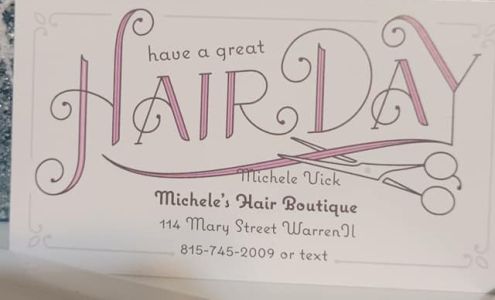 have a great
HAIR DAY
Michele Vick
Michele's Hair Boutique
114 Mary Street WarrenIl
815-745-2009 or text